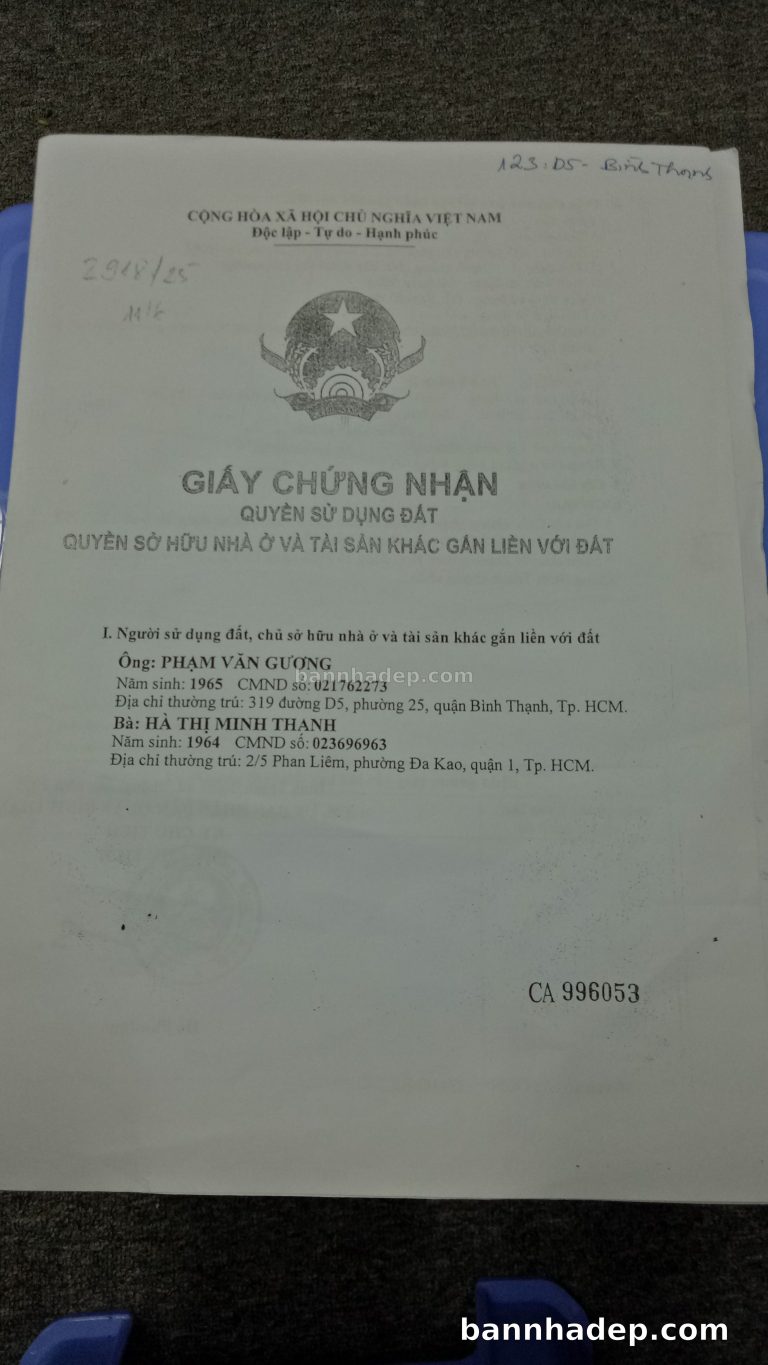 123 : D5 - Bình Thạnh
CỘNG HÒA XÃ HỘI CHỦ NGHĨA VIỆT NAM
Độc lập - Tự do - Hạnh phúc
2918/25
GIẤY CHỨNG NHẬN
QUYỀN SỬ DỤNG ĐẤT
QUYỀN SỞ HỮU NHÀ Ở VÀ TÀI SẢN KHÁC GẮN LIỀN VỚI ĐẤT
I. Người sử dụng đất, chủ sở hữu nhà ở và tài sản khác gắn liền với đất
Ông: PHẠM VĂN GƯƠNG
bannhadep.com
Năm sinh: 1965 CMND số: 021762273
Địa chỉ thường trú: 319 đường D5, phường 25, quận Bình Thạnh, Tp. HCM.
Bà: HÀ THỊ MINH THANH
Năm sinh: 1964 CMND số: 023696963
Địa chỉ thường trú: 2/5 Phan Liêm, phường Đa Kao, quận 1, Tp. HCM.
CA 996053
bannhadep.com